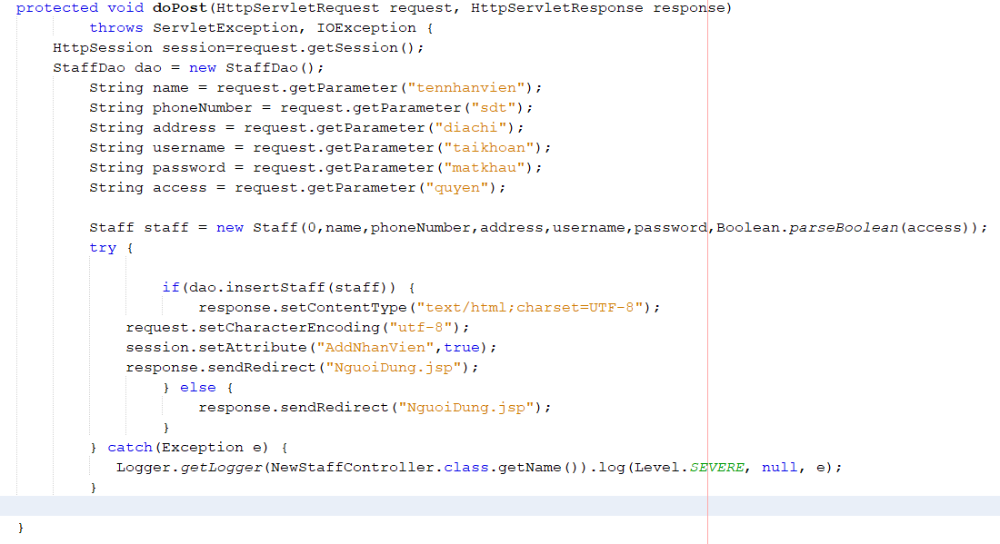 protected void doPost(HttpServletRequest request, HttpServletResponse response)
throws ServletException, IOException {
HttpSession session=request.getSession();
StaffDao dao = new StaffDao();
String name = request.getParameter("tennhanvien");
String phoneNumber = request.getParameter("sdt");
String address = request.getParameter("diachi");
String username = request.getParameter("taikhoan");
String password = request.getParameter("matkhau");
String access = request.getParameter("quyen");
Staff staff = new Staff(0,name,phoneNumber,address,username,password,Boolean.parseBoolean(access));
try {
if(dao.insertStaff(staff)) {
response.setContentType("text/html;charset=UTF-8");
request.setCharacterEncoding("utf-8");
session.setAttribute("AddNhanVien",true);
response.sendRedirect("NguoiDung.jsp");
} else {
response.sendRedirect("NguoiDung.jsp");
}
} catch(Exception e) {
Logger.getLogger(NewStaffController.class.getName()).log(Level.SEVERE, null, e);
}
}